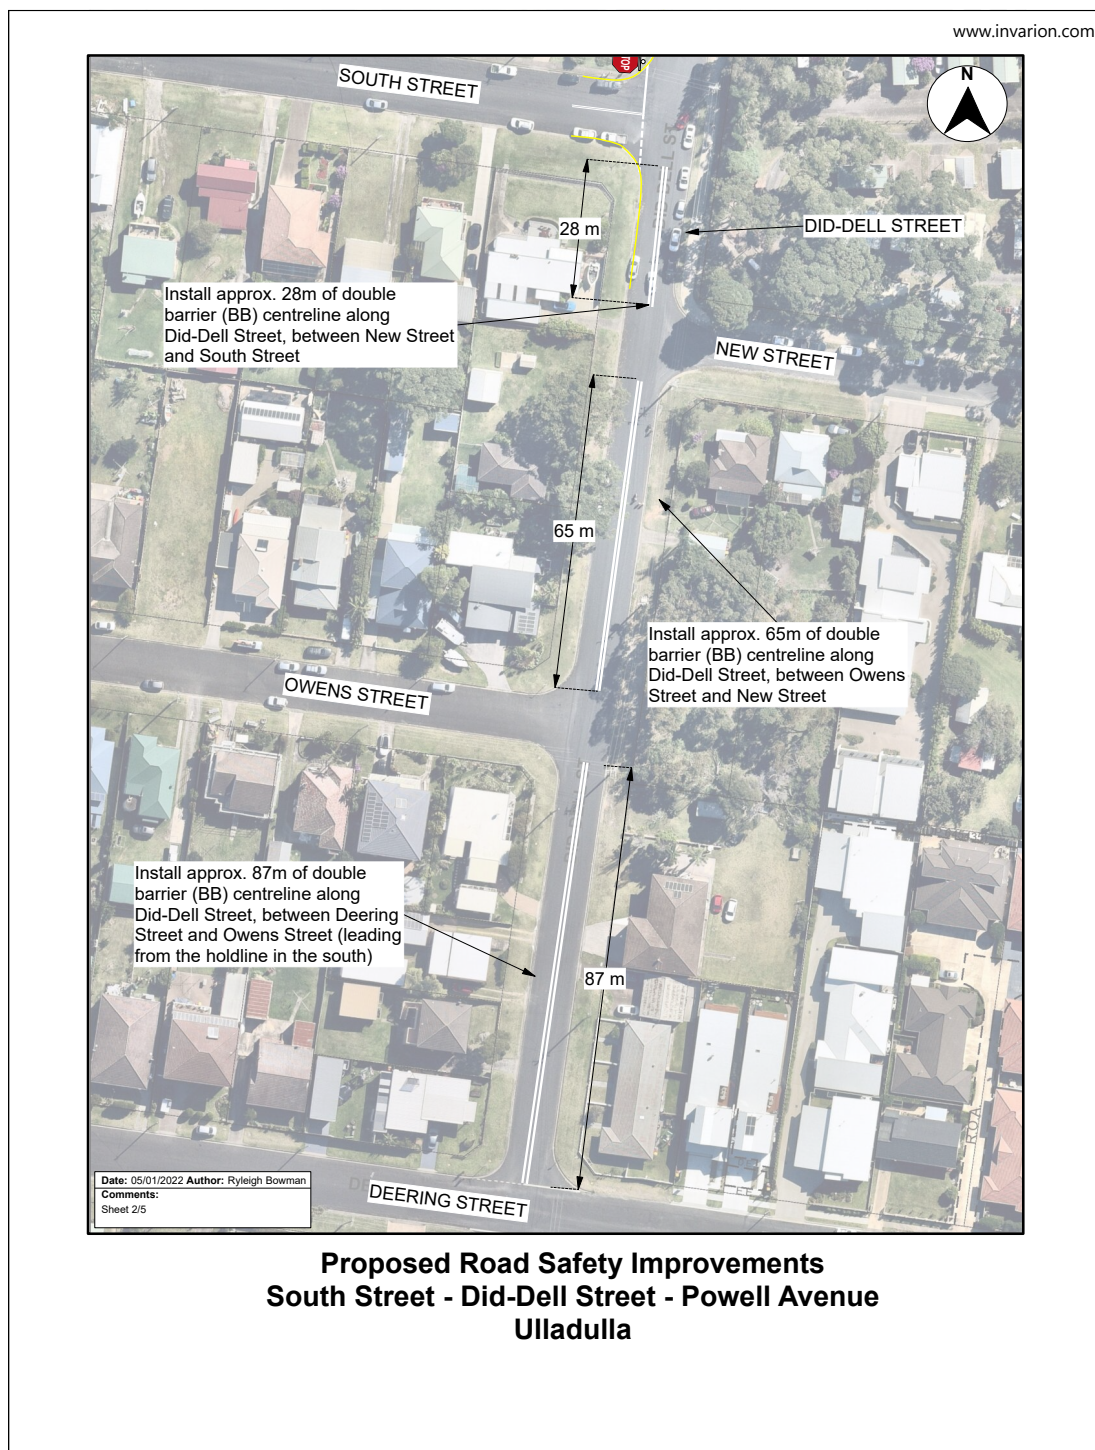 www.invarion.com
STOP
N
SOUTH STREET
28 m
DID-DELL STREET
Install approx. 28m of double
barrier (BB) centreline along
Did-Dell Street, between New Street
and South Street
NEW STREET
65 m
Install approx. 65m of double
barrier (BB) centreline along
Did-Dell Street, between Owens
Street and New Street
OWENS STREET
Install approx. 87m of double
barrier (BB) centreline along
Did-Dell Street, between Deering
Street and Owens Street (leading
from the holdline in the south)
87 m
R.O.A.
DEERING STREET
Date: 05/01/2022 Author: Ryleigh Bowman
Comments:
Sheet 2/5
Proposed Road Safety Improvements
South Street - Did-Dell Street - Powell Avenue
Ulladulla